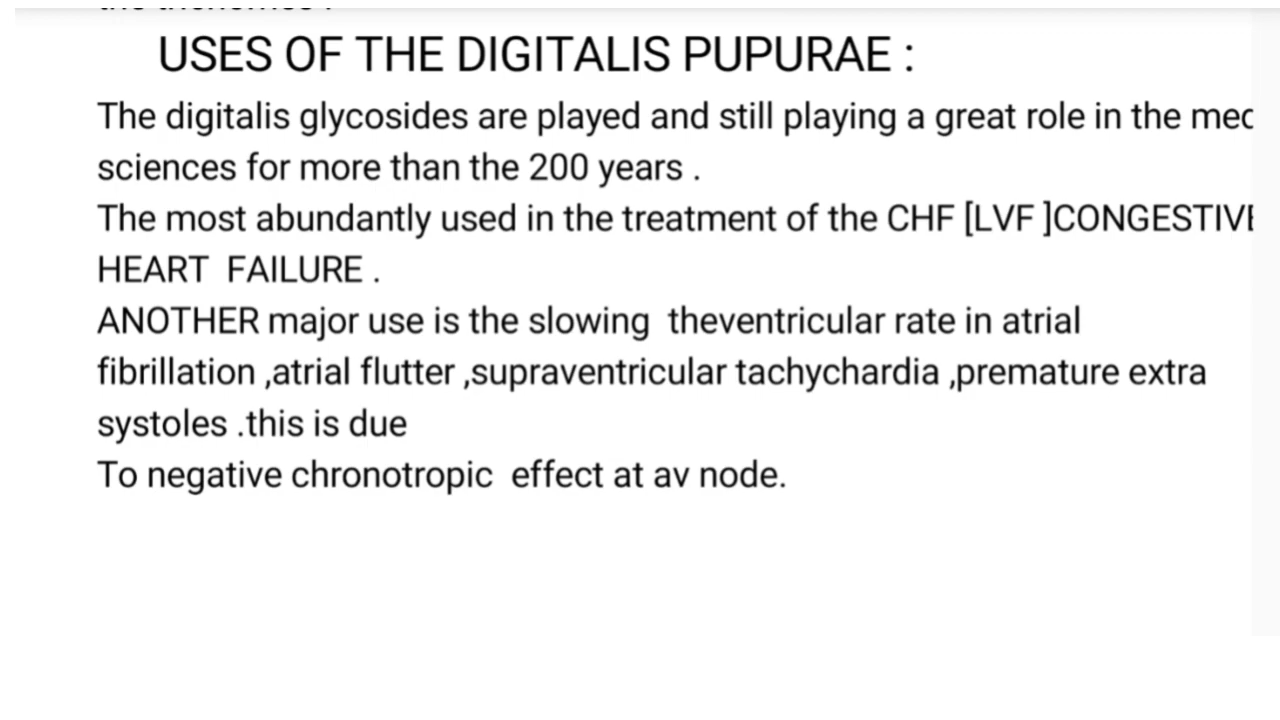 USES OF THE DIGITALIS PUPURAE :
The digitalis glycosides are played and still playing a great role in the
sciences for more than the 200 years .
The most abundantly used in the treatment of the CHF [LVF ]CONGESTIVE
HEART  FAILURE .
ANOTHER major use is the slowing  theventricular rate in atrial
fibrillation ,atrial flutter ,supraventricular tachychardia ,premature extra
systoles .this is due
To negative chronotropic  effect at av node.